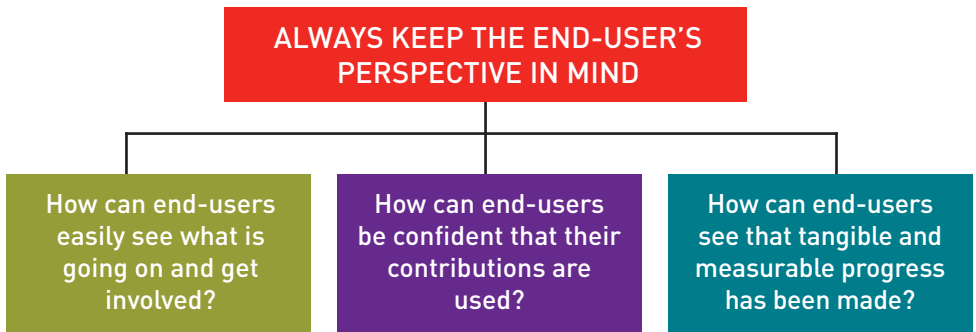 ALWAYS KEEP THE END-USER'S
PERSPECTIVE IN MIND
How can end-users
easily see what is
going on and get
involved?
How can end-users
be confident that their
contributions are
used?
How can end-users
see that tangible and
measurable progress
has been made?